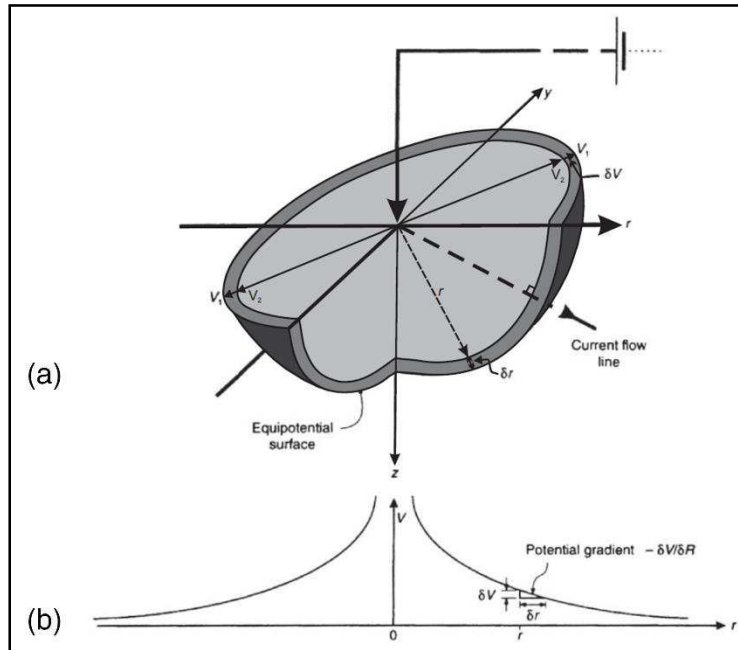 y
V₁
V₂
δV
r
V₁
V₂
r
Current flow
line
(a)
δr
Equipotential
surface
z
V
Potential gradient – δV/δR
δV
δr
(b)
0
r
r